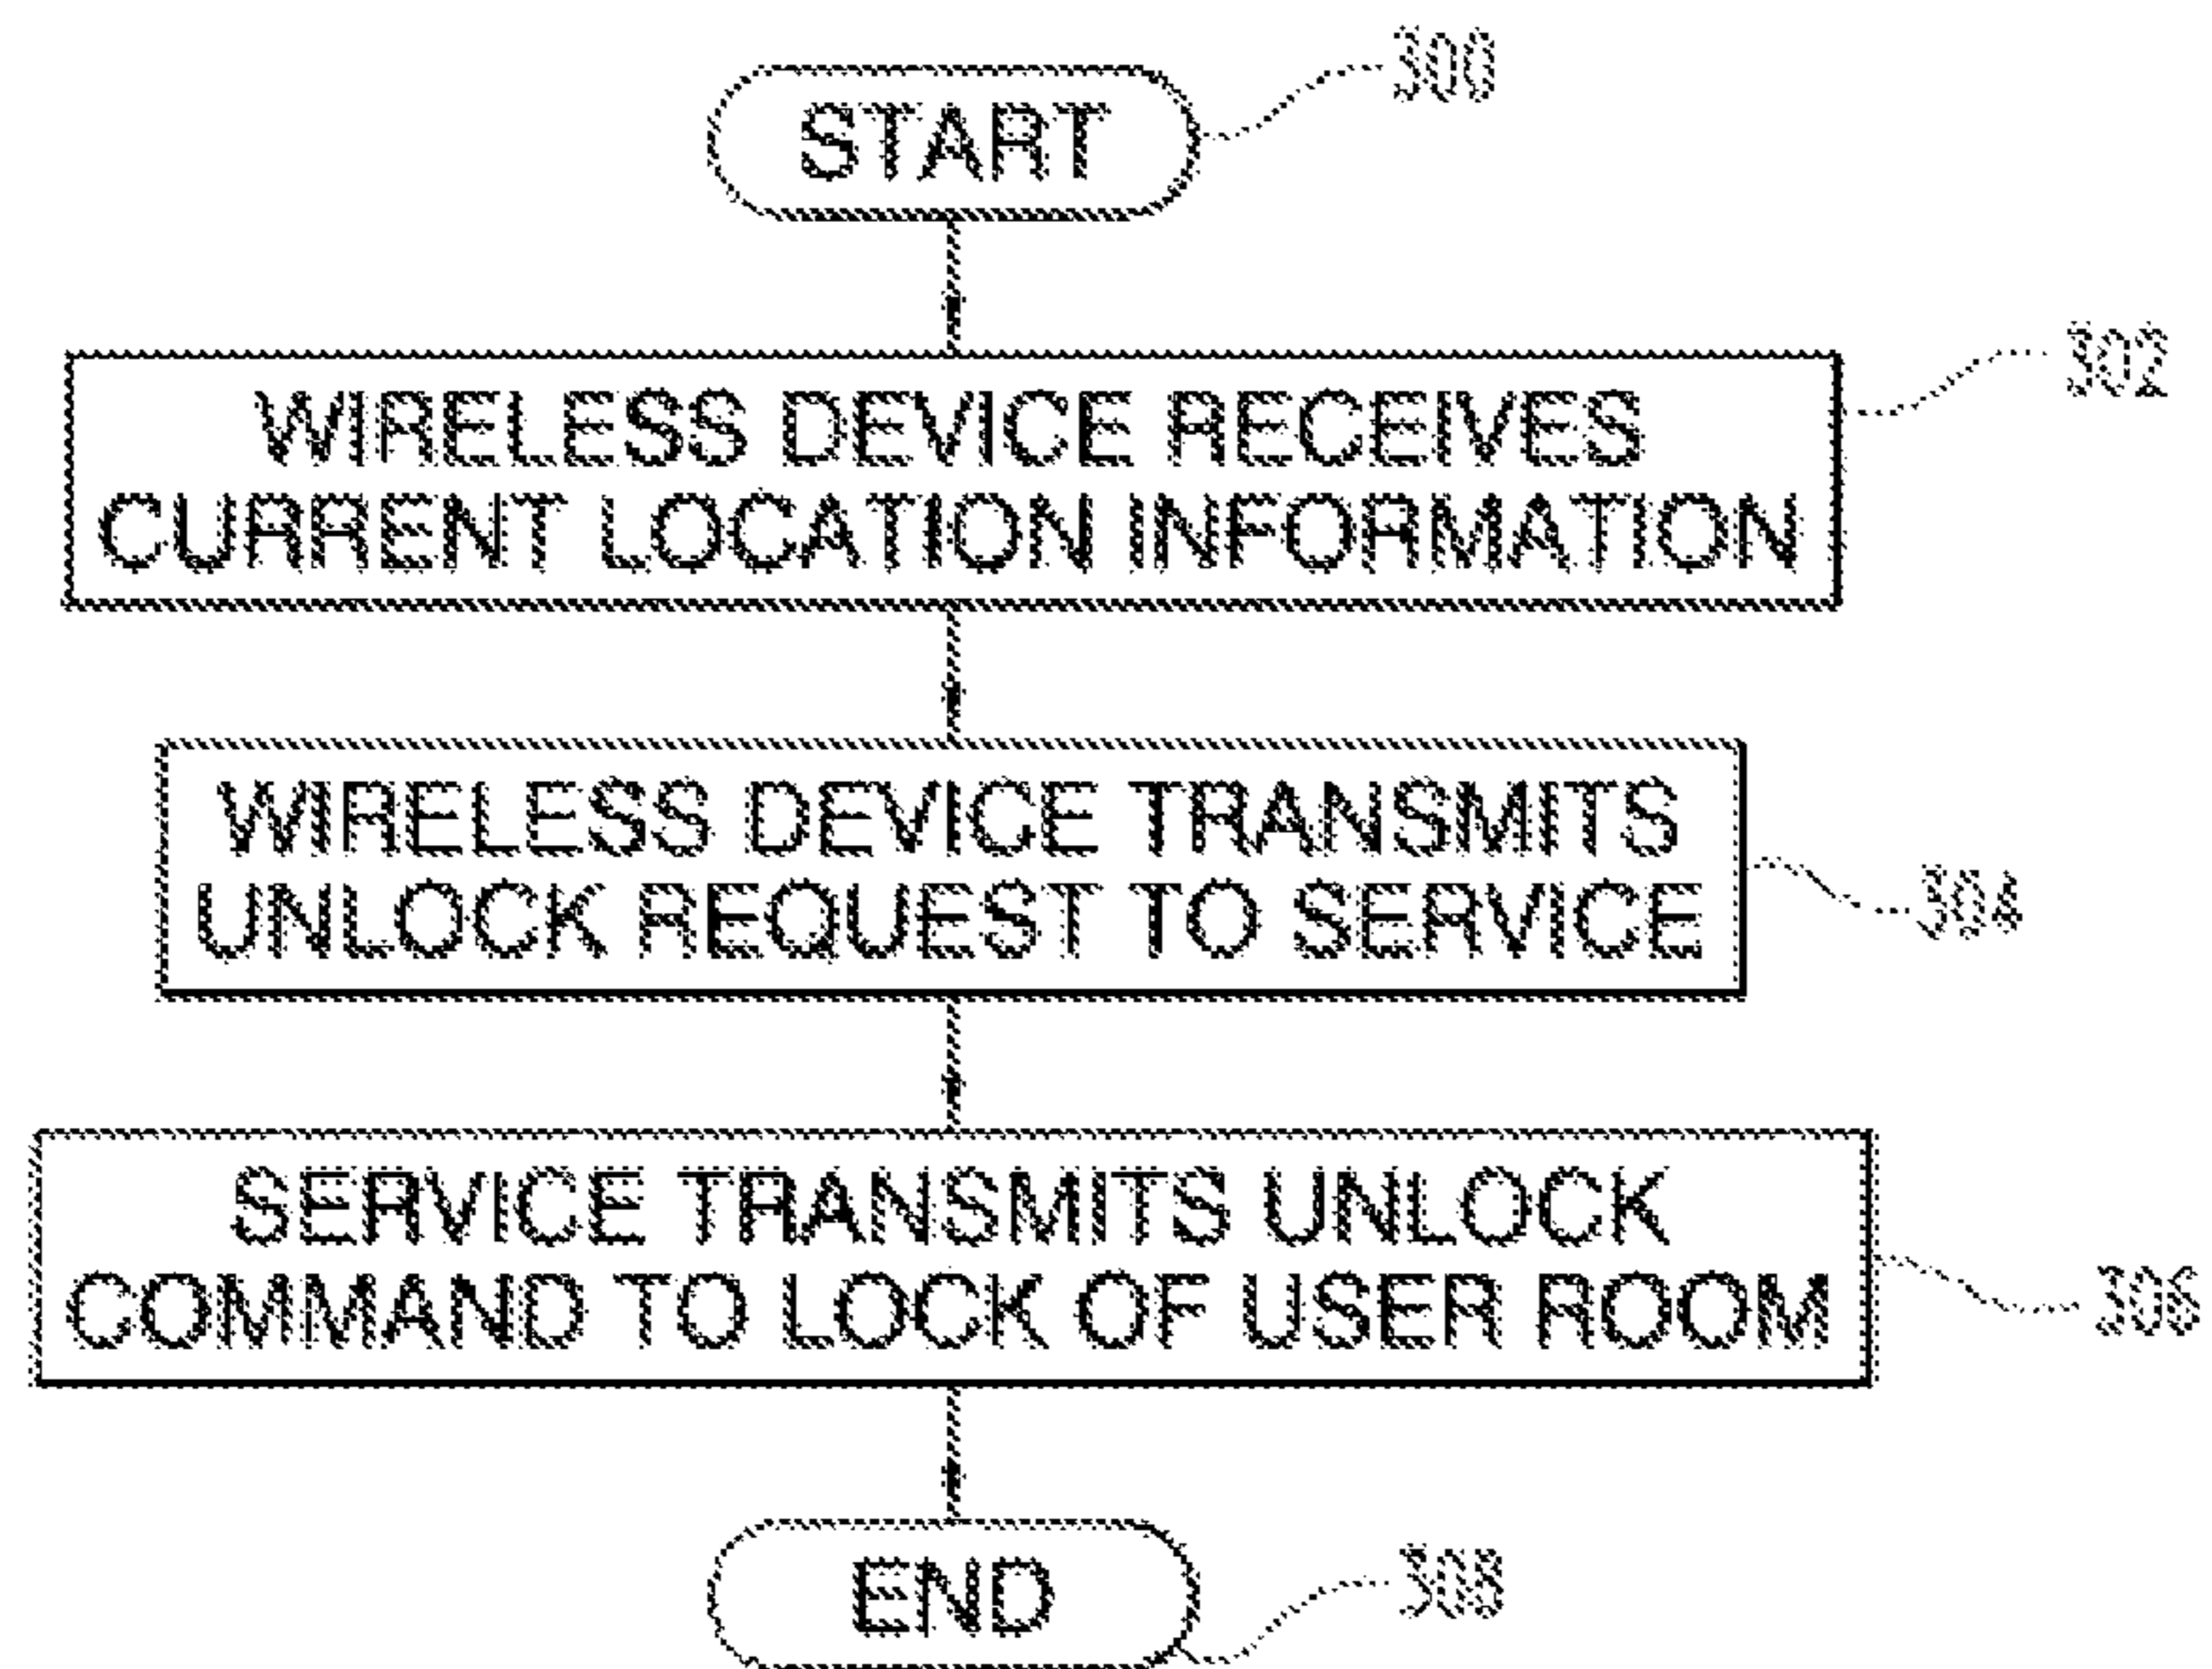 START
300
WIRELESS DEVICE RECEIVES
CURRENT LOCATION INFORMATION
302
WIRELESS DEVICE TRANSMITS
UNLOCK REQUEST TO SERVICE
304
SERVICE TRANSMITS UNLOCK
COMMAND TO LOCK OF USER ROOM
306
END
308